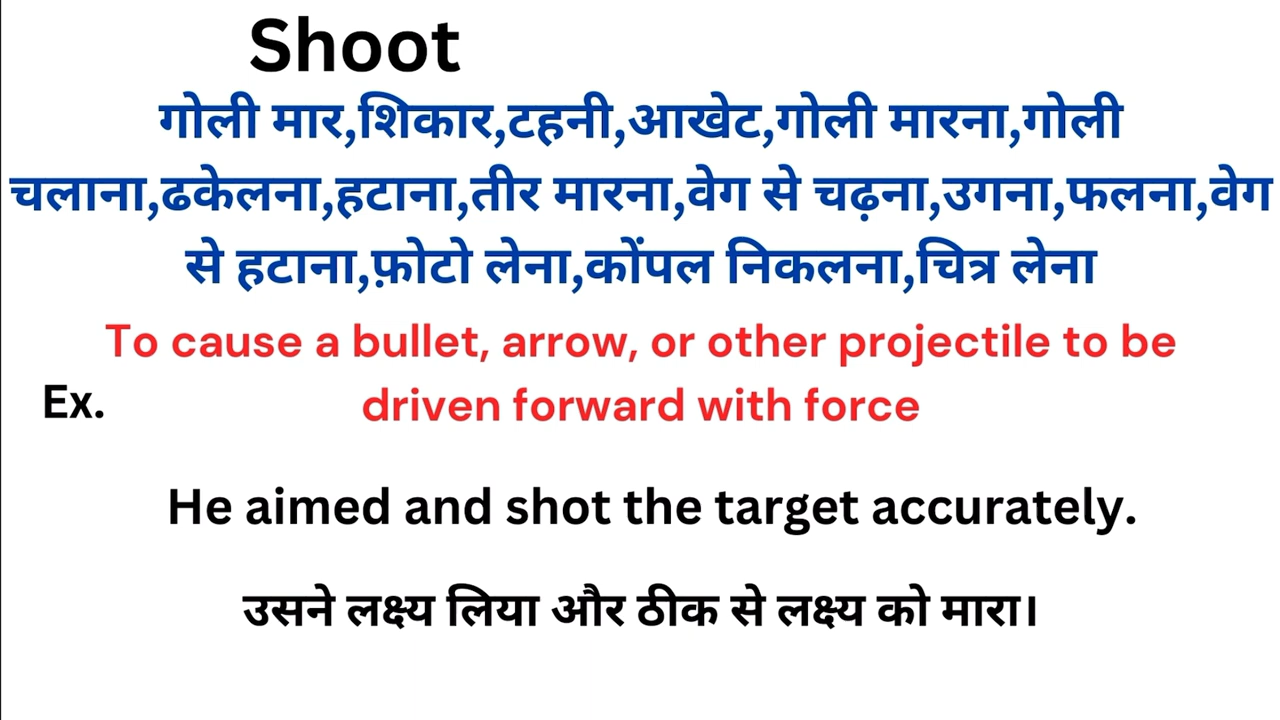 Shoot
गोली मार,शिकार,टहनी,आखेट,गोली मारना,गोली
चलाना,ढकेलना,हटाना,तीर मारना,वेग से चढ़ना,उगना,फलना,वेग
से हटाना,फ़ोटो लेना,कोंपल निकलना,चित्र लेना
To cause a bullet, arrow, or other projectile to be
driven forward with force
Ex.
He aimed and shot the target accurately.
उसने लक्ष्य लिया और ठीक से लक्ष्य को मारा।